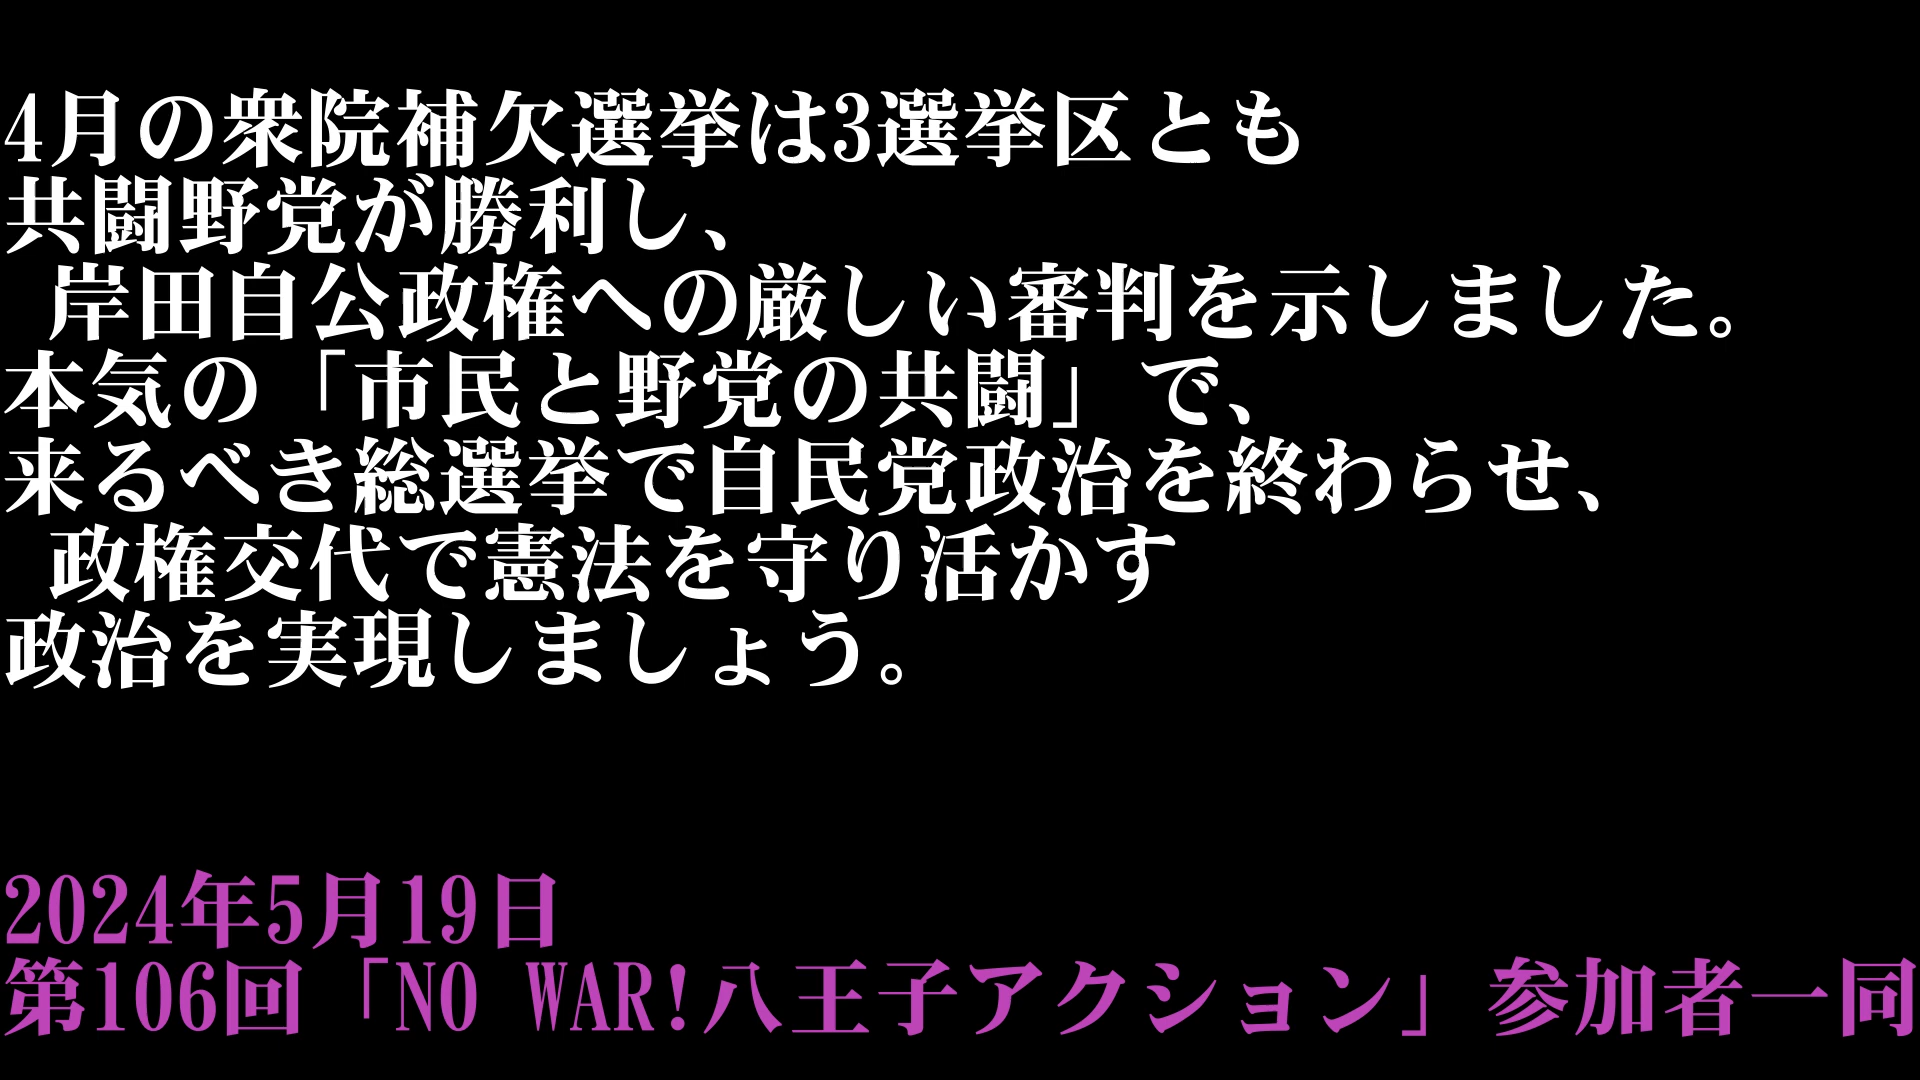 4月の衆院補欠選挙は3選挙区とも
共闘野党が勝利し、
岸田自公政権への厳しい審判を示しました。
本気の「市民と野党の共闘」で、
来るべき総選挙で自民党政治を終わらせ、
政権交代で憲法を守り活かす
政治を実現しましょう。
2024年5月19日
第106回「NO WAR!八王子アクション」参加者一同